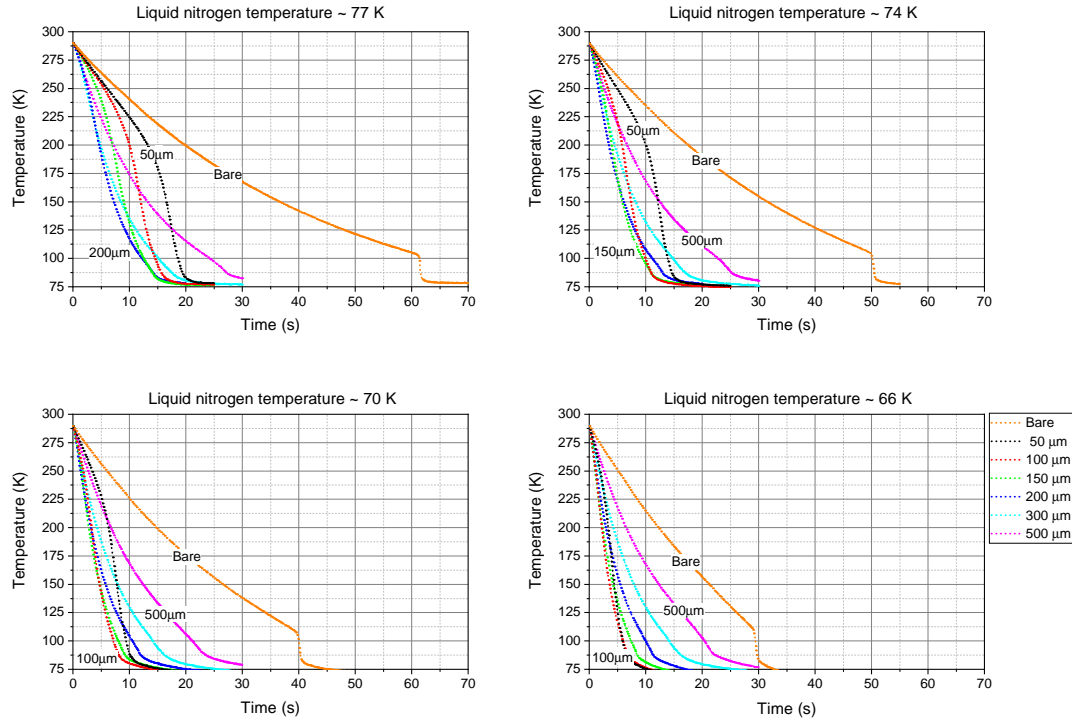 Liquid nitrogen temperature ~ 77 K
300
275
250
225
200
175
150
125
100
75
0 10 20 30 40 50 60 70
Temperature (K)
Time (s)
50µm
Bare
200µm
Liquid nitrogen temperature ~ 74 K
300
275
250
225
200
175
150
125
100
75
0 10 20 30 40 50 60 70
Temperature (K)
Time (s)
50µm
Bare
500µm
150µm
Liquid nitrogen temperature ~ 70 K
300
275
250
225
200
175
150
125
100
75
0 10 20 30 40 50 60 70
Temperature (K)
Time (s)
Bare
500µm
100µm
Liquid nitrogen temperature ~ 66 K
300
275
250
225
200
175
150
125
100
75
0 10 20 30 40 50 60 70
Temperature (K)
Time (s)
Bare
500µm
100µm
Bare
50 µm
100 µm
150 µm
200 µm
300 µm
500 µm